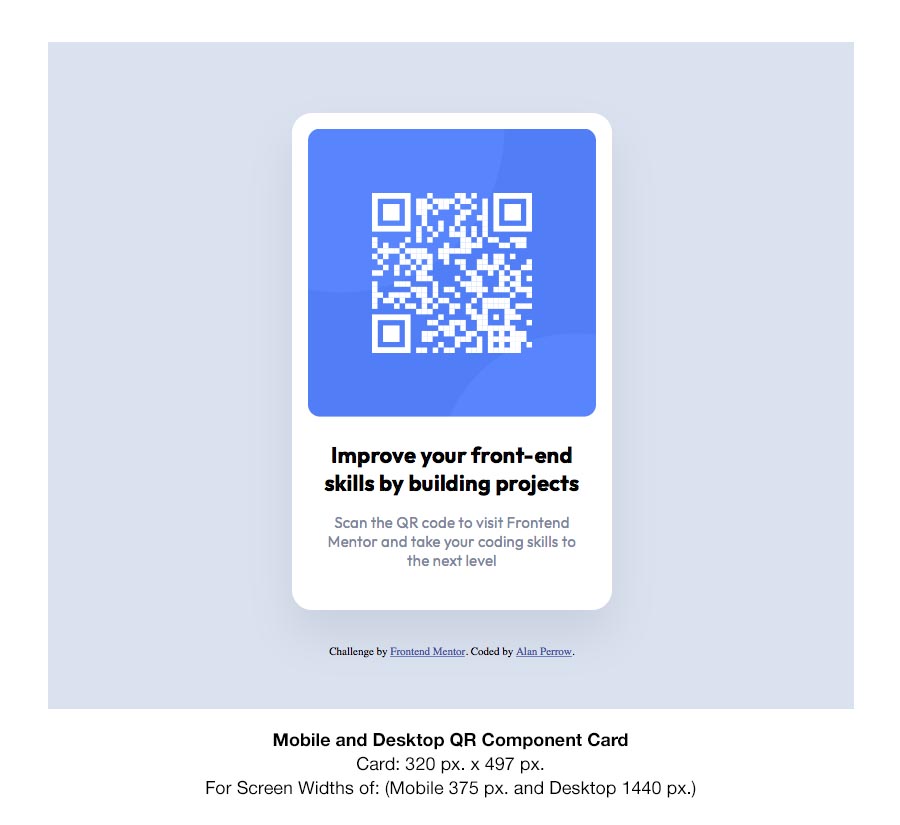 Improve your front-end
skills by building projects
Scan the QR code to visit Frontend
Mentor and take your coding skills to
the next level
Challenge by Frontend Mentor. Coded by Alan Perrow.
Mobile and Desktop QR Component Card
Card: 320 px. x 497 px.
For Screen Widths of: (Mobile 375 px. and Desktop 1440 px.)